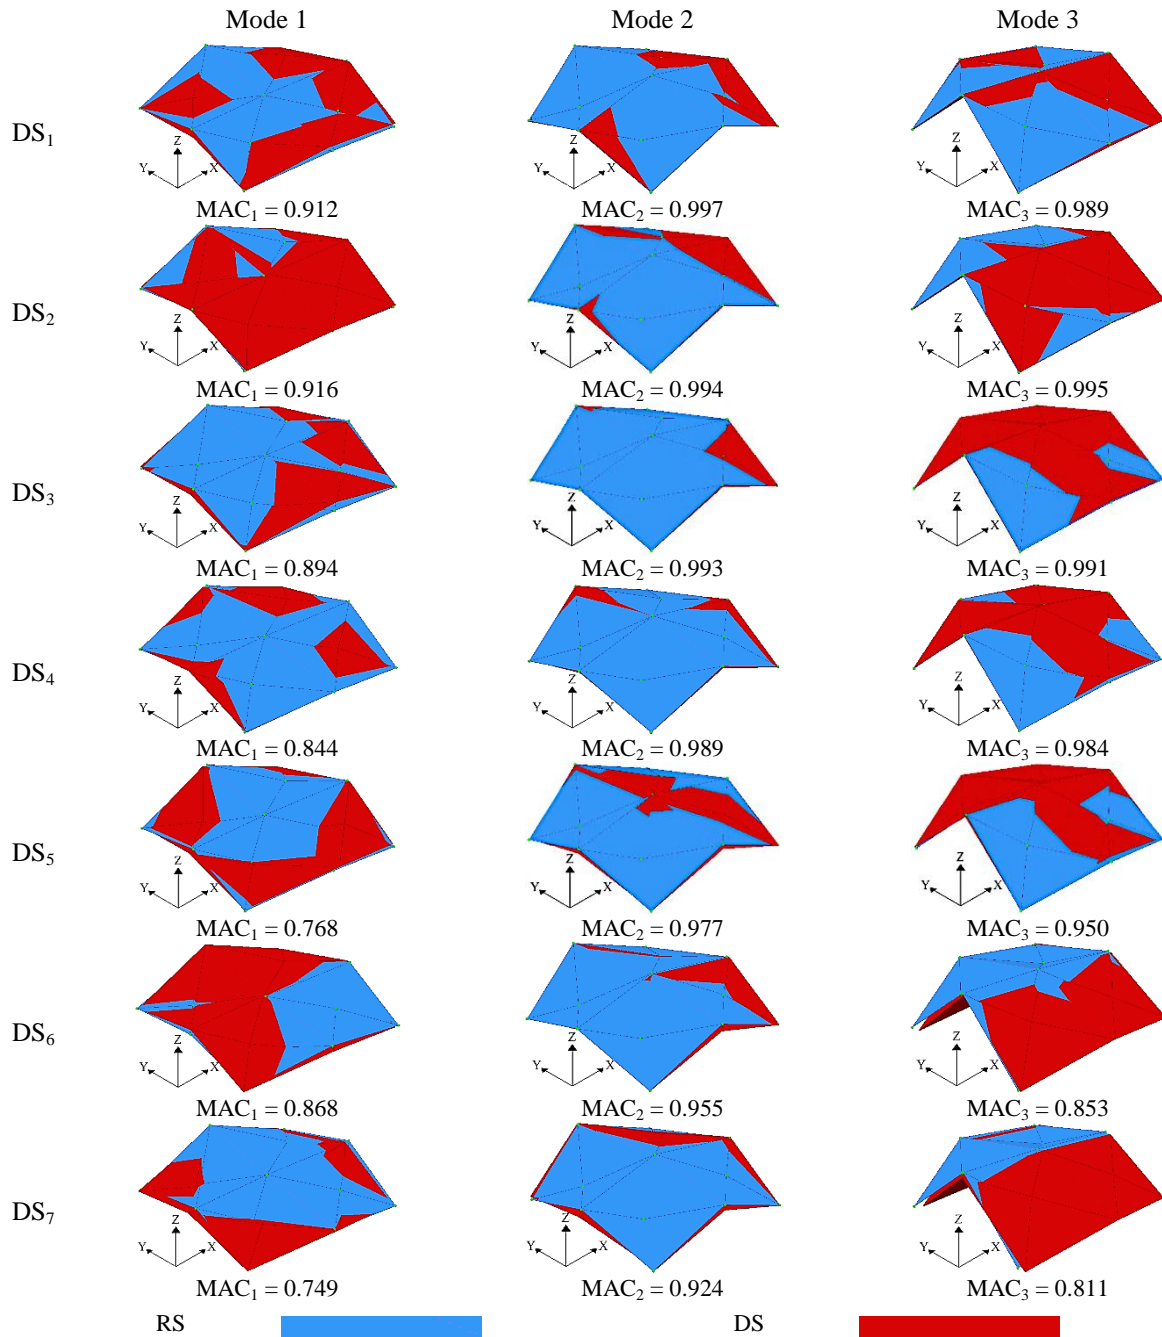 Mode 1 Mode 2 Mode 3
DS₁
Z Y X Z Y X Z Y X
MAC₁ = 0.912 MAC₂ = 0.997 MAC₃ = 0.989
DS₂
Z Y X Z Y X Z Y X
MAC₁ = 0.916 MAC₂ = 0.994 MAC₃ = 0.995
DS₃
Z Y X Z Y X Z Y X
MAC₁ = 0.894 MAC₂ = 0.993 MAC₃ = 0.991
DS₄
Z Y X Z Y X Z Y X
MAC₁ = 0.844 MAC₂ = 0.989 MAC₃ = 0.984
DS₅
Z Y X Z Y X Z Y X
MAC₁ = 0.768 MAC₂ = 0.977 MAC₃ = 0.950
DS₆
Z Y X Z Y X Z Y X
MAC₁ = 0.868 MAC₂ = 0.955 MAC₃ = 0.853
DS₇
Z Y X Z Y X Z Y X
MAC₁ = 0.749 MAC₂ = 0.924 MAC₃ = 0.811
RS DS